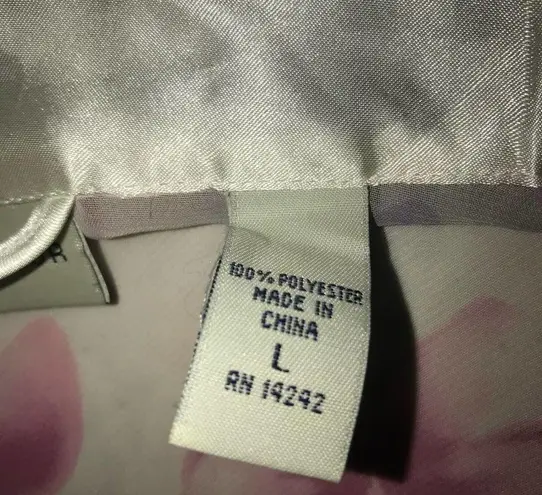 100% POLYESTER
MADE IN
CHINA
L
RN 14242
R